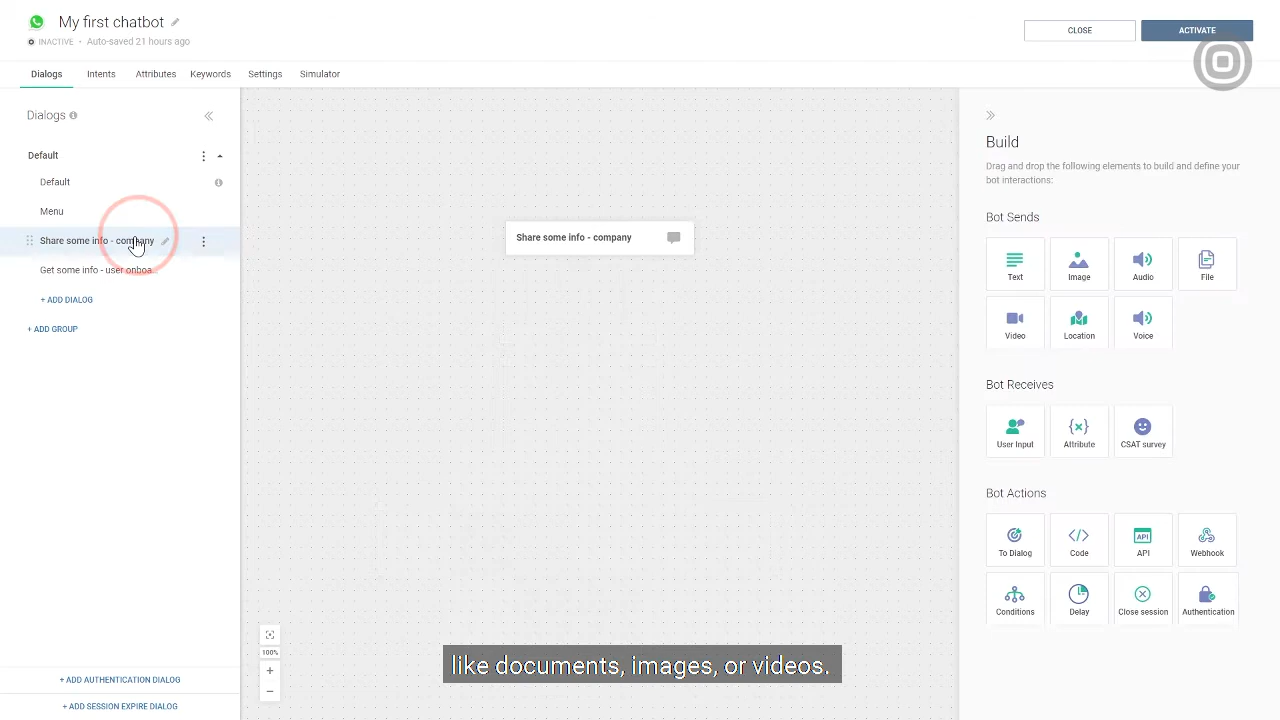 My first chatbot
INACTIVE • Auto-saved 21 hours ago
CLOSE
ACTIVATE
Dialogs
Intents
Attributes
Keywords
Settings
Simulator
Dialogs
Default
Default
Menu
Share some info - company
Get some info - user onboa...
+ ADD DIALOG
+ ADD GROUP
+ ADD AUTHENTICATION DIALOG
+ ADD SESSION EXPIRE DIALOG
Share some info - company
100%
like documents, images, or videos.
Build
Drag and drop the following elements to build and define your
bot interactions:
Bot Sends
Text
Image
Audio
File
Video
Location
Voice
Bot Receives
User Input
Attribute
CSAT survey
Bot Actions
To Dialog
Code
API
API
Webhook
Conditions
Delay
Close session
Authentication